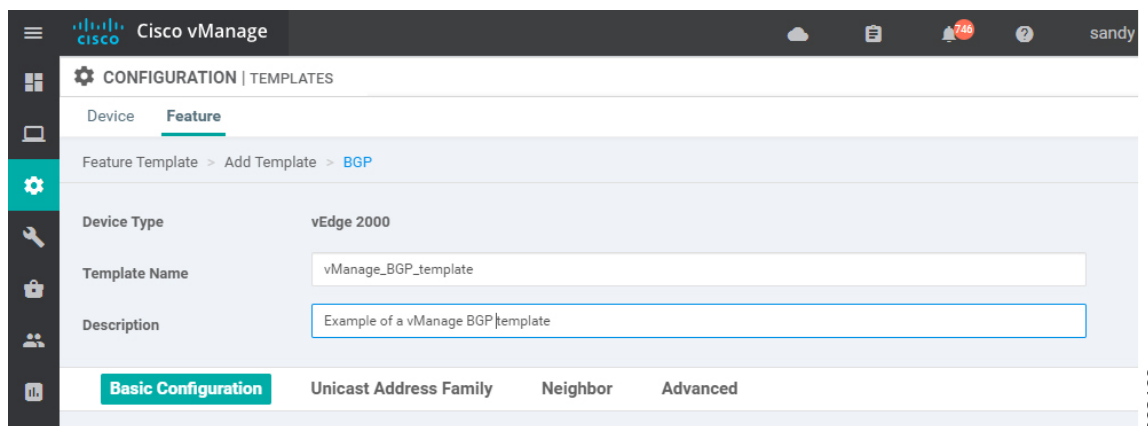 cisco Cisco vManage 746 sandy
CONFIGURATION | TEMPLATES
Device Feature
Feature Template > Add Template > BGP
Device Type vEdge 2000
Template Name vManage_BGP_template
Description Example of a vManage BGP template
Basic Configuration Unicast Address Family Neighbor Advanced